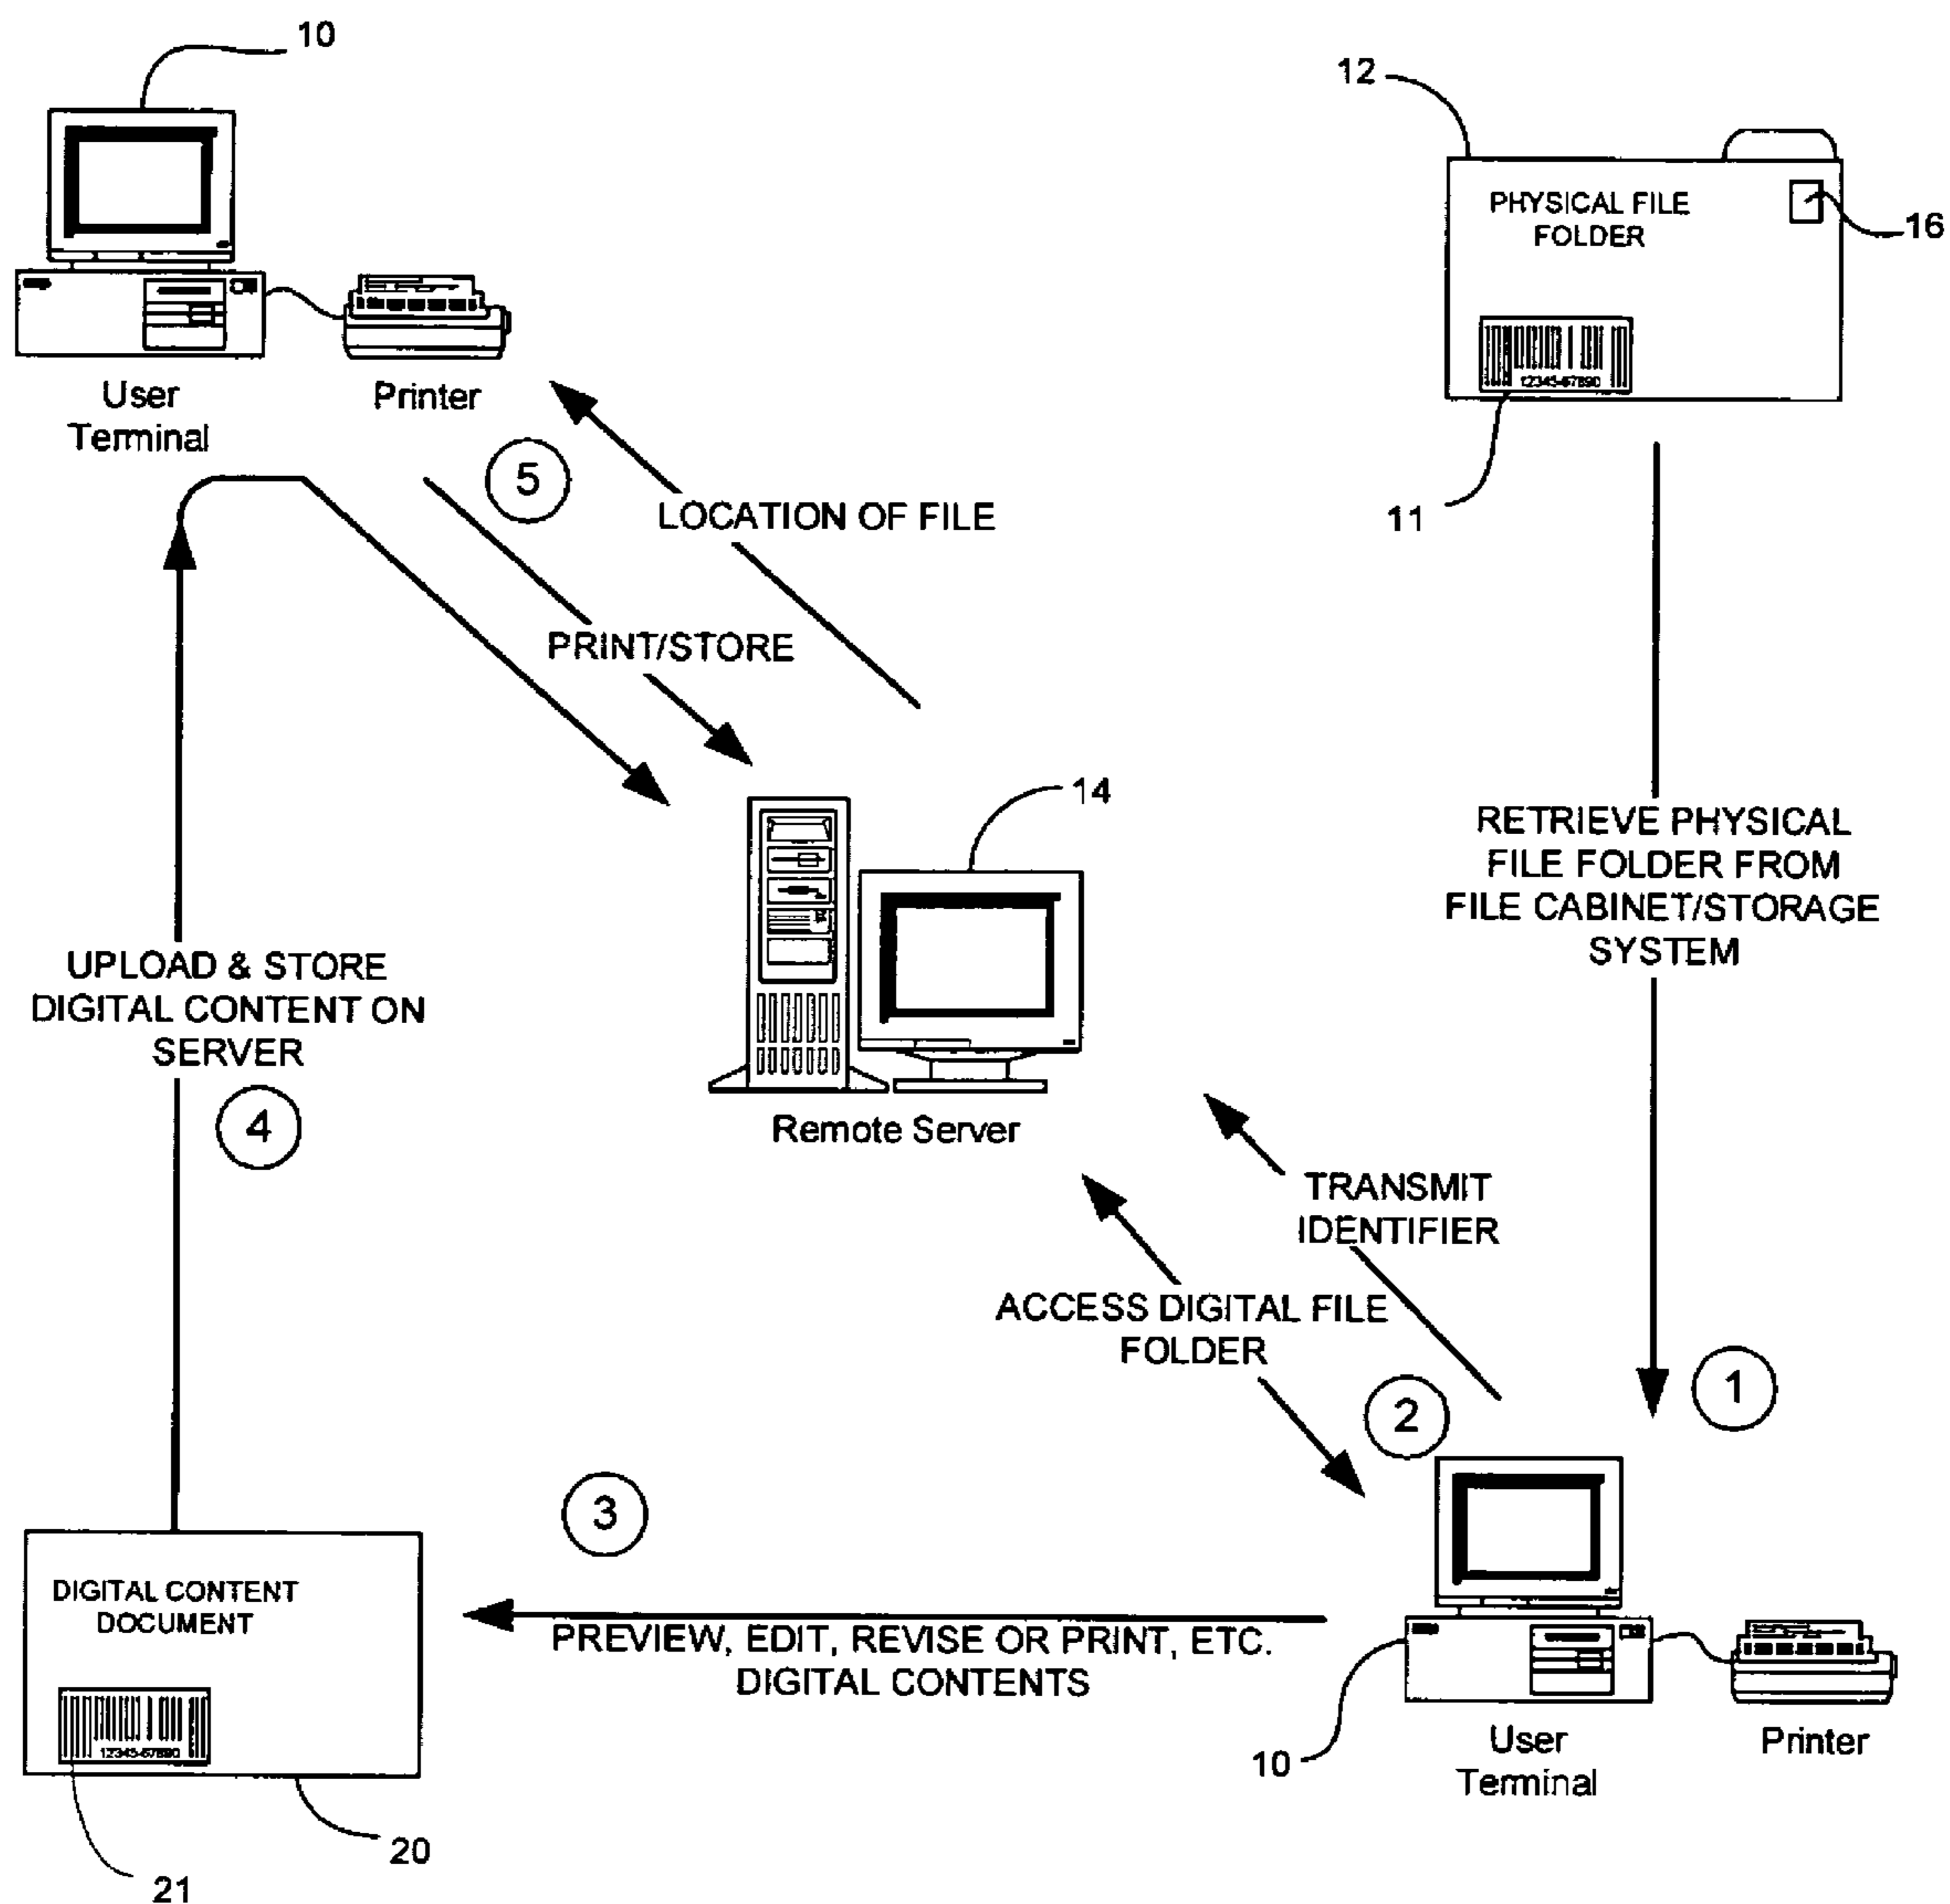 10
12
PHYSICAL FILE
FOLDER
16
12345-67890
11
User
Terminal
Printer
5
LOCATION OF FILE
PRINT/STORE
14
Remote Server
RETRIEVE PHYSICAL
FILE FOLDER FROM
FILE CABINET/STORAGE
SYSTEM
UPLOAD & STORE
DIGITAL CONTENT ON
SERVER
4
TRANSMIT
IDENTIFIER
ACCESS DIGITAL FILE
FOLDER
1
2
3
PREVIEW, EDIT, REVISE OR PRINT, ETC.
DIGITAL CONTENTS
DIGITAL CONTENT
DOCUMENT
12345-67890
20
21
10
User
Terminal
Printer